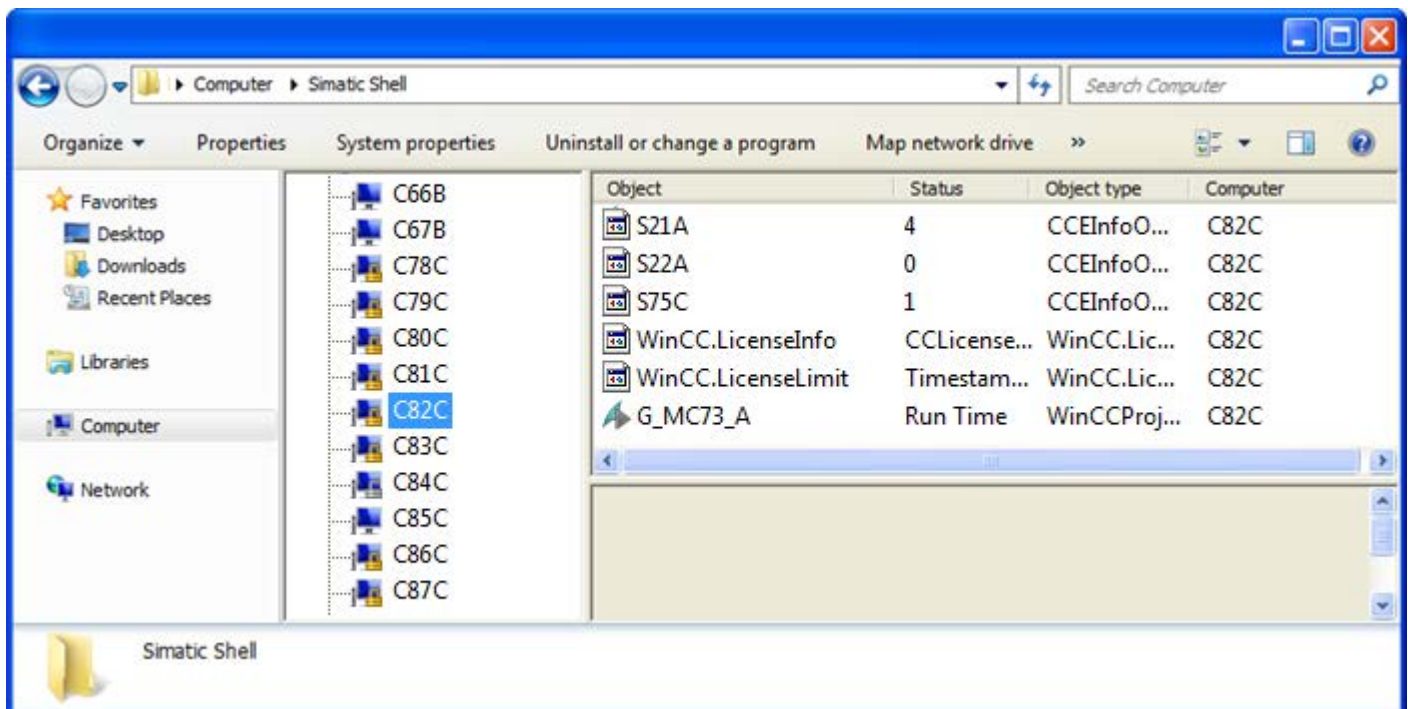 Computer Simatic Shell Search Computer
Organize Properties System properties Uninstall or change a program Map network drive »
Favorites
Desktop
Downloads
Recent Places
Libraries
Computer
Network
C66B
C67B
C78C
C79C
C80C
C81C
C82C
C83C
C84C
C85C
C86C
C87C
Object Status Object type Computer
S21A 4 CCEInfoO... C82C
S22A 0 CCEInfoO... C82C
S75C 1 CCEInfoO... C82C
WinCC.LicenseInfo CCLicense... WinCC.Lic... C82C
WinCC.LicenseLimit Timestam... WinCC.Lic... C82C
G_MC73_A Run Time WinCCProj... C82C
Simatic Shell